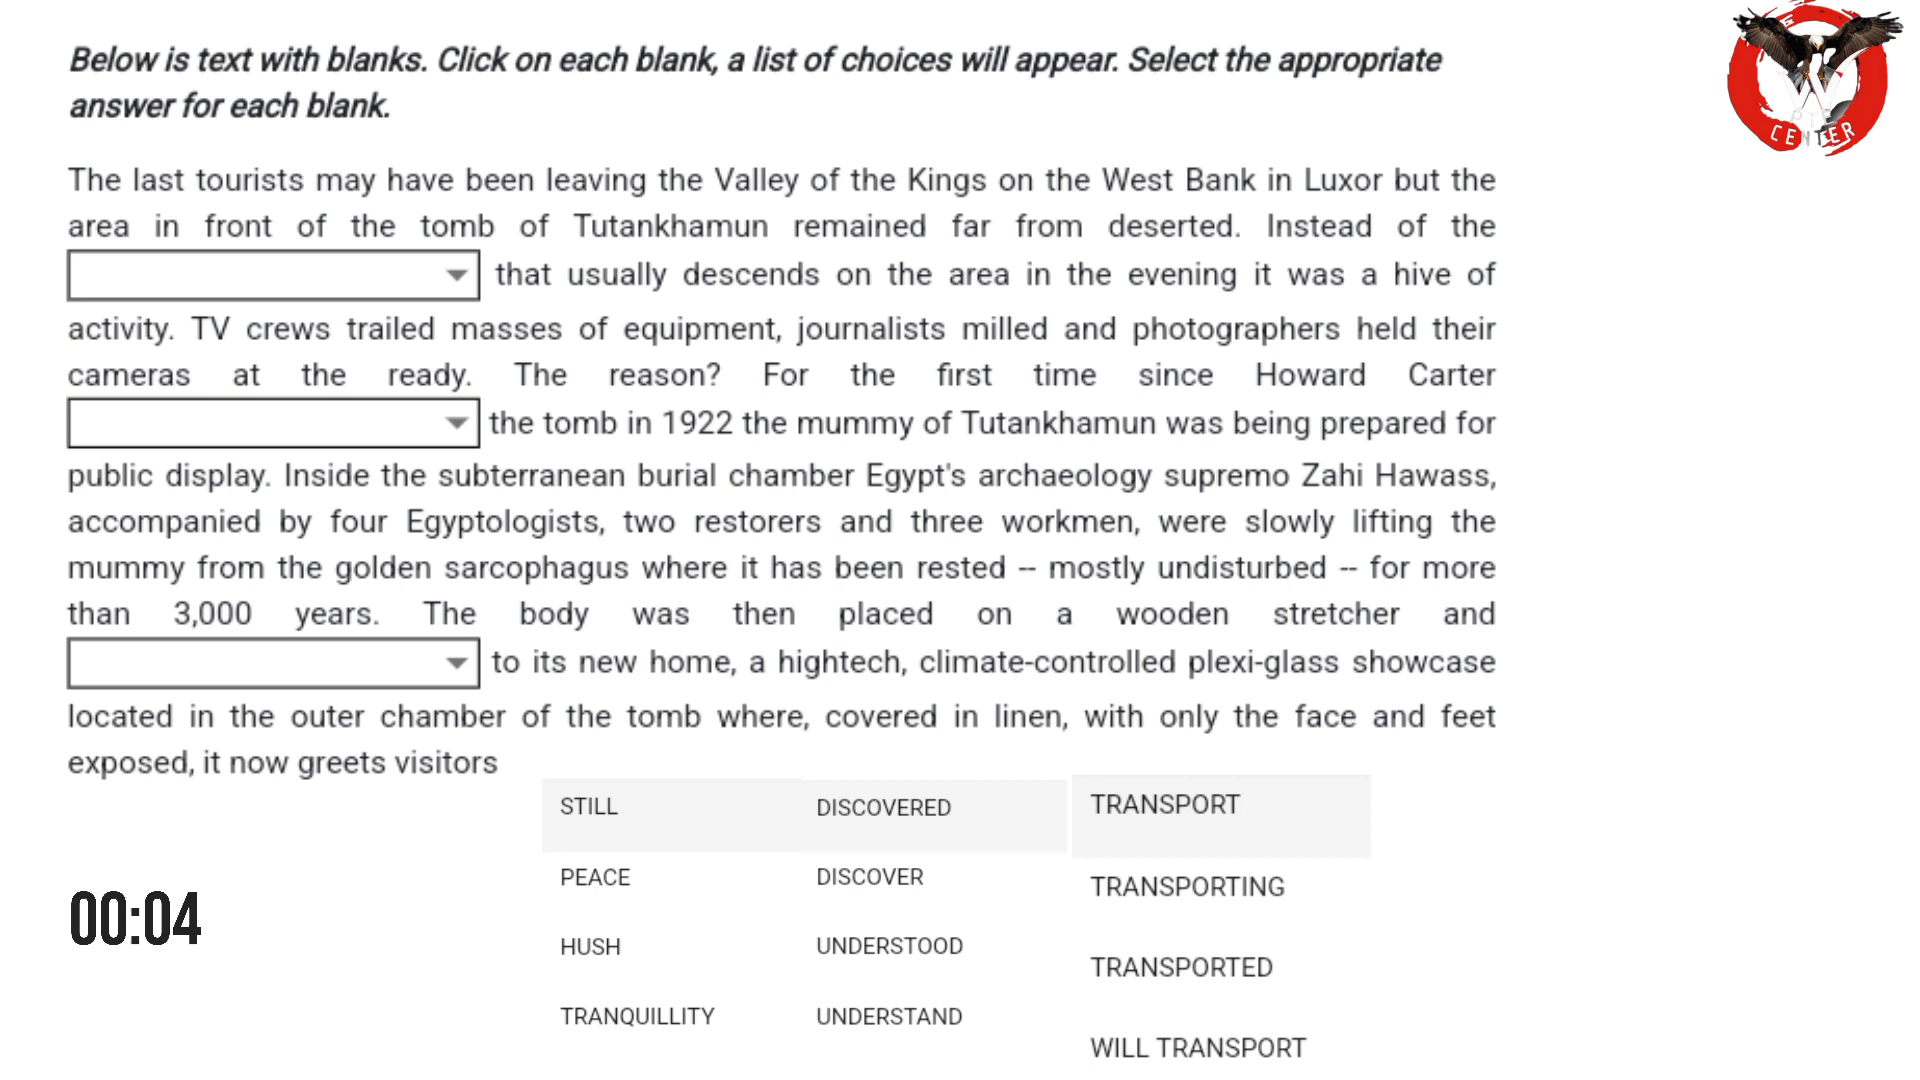 Below is text with blanks. Click on each blank, a list of choices will appear. Select the appropriate
answer for each blank.
The last tourists may have been leaving the Valley of the Kings on the West Bank in Luxor but the
area in front of the tomb of Tutankhamun remained far from deserted. Instead of the
that usually descends on the area in the evening it was a hive of
activity. TV crews trailed masses of equipment, journalists milled and photographers held their
cameras at the ready. The reason? For the first time since Howard Carter
the tomb in 1922 the mummy of Tutankhamun was being prepared for
public display. Inside the subterranean burial chamber Egypt's archaeology supremo Zahi Hawass,
accompanied by four Egyptologists, two restorers and three workmen, were slowly lifting the
mummy from the golden sarcophagus where it has been rested -- mostly undisturbed -- for more
than 3,000 years. The body was then placed on a wooden stretcher and
to its new home, a hightech, climate-controlled plexi-glass showcase
located in the outer chamber of the tomb where, covered in linen, with only the face and feet
exposed, it now greets visitors
STILL DISCOVERED TRANSPORT
PEACE DISCOVER TRANSPORTING
HUSH UNDERSTOOD TRANSPORTED
TRANQUILLITY UNDERSTAND WILL TRANSPORT
00:04
W
CENTER